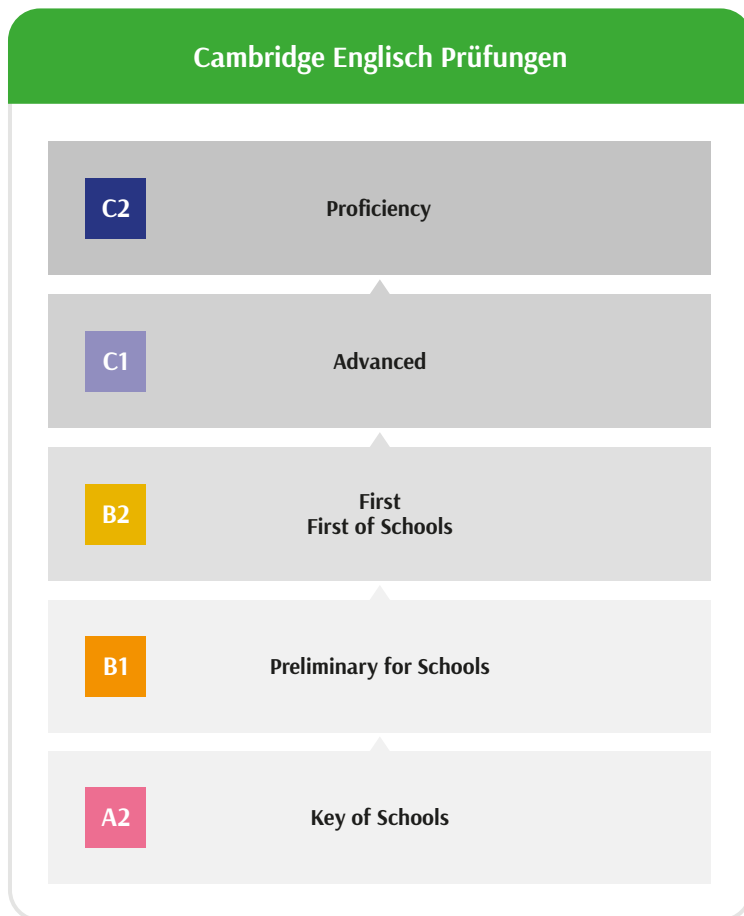 Cambridge Englisch Prüfungen
C2
Proficiency
C1
Advanced
B2
First
First of Schools
B1
Preliminary for Schools
A2
Key of Schools